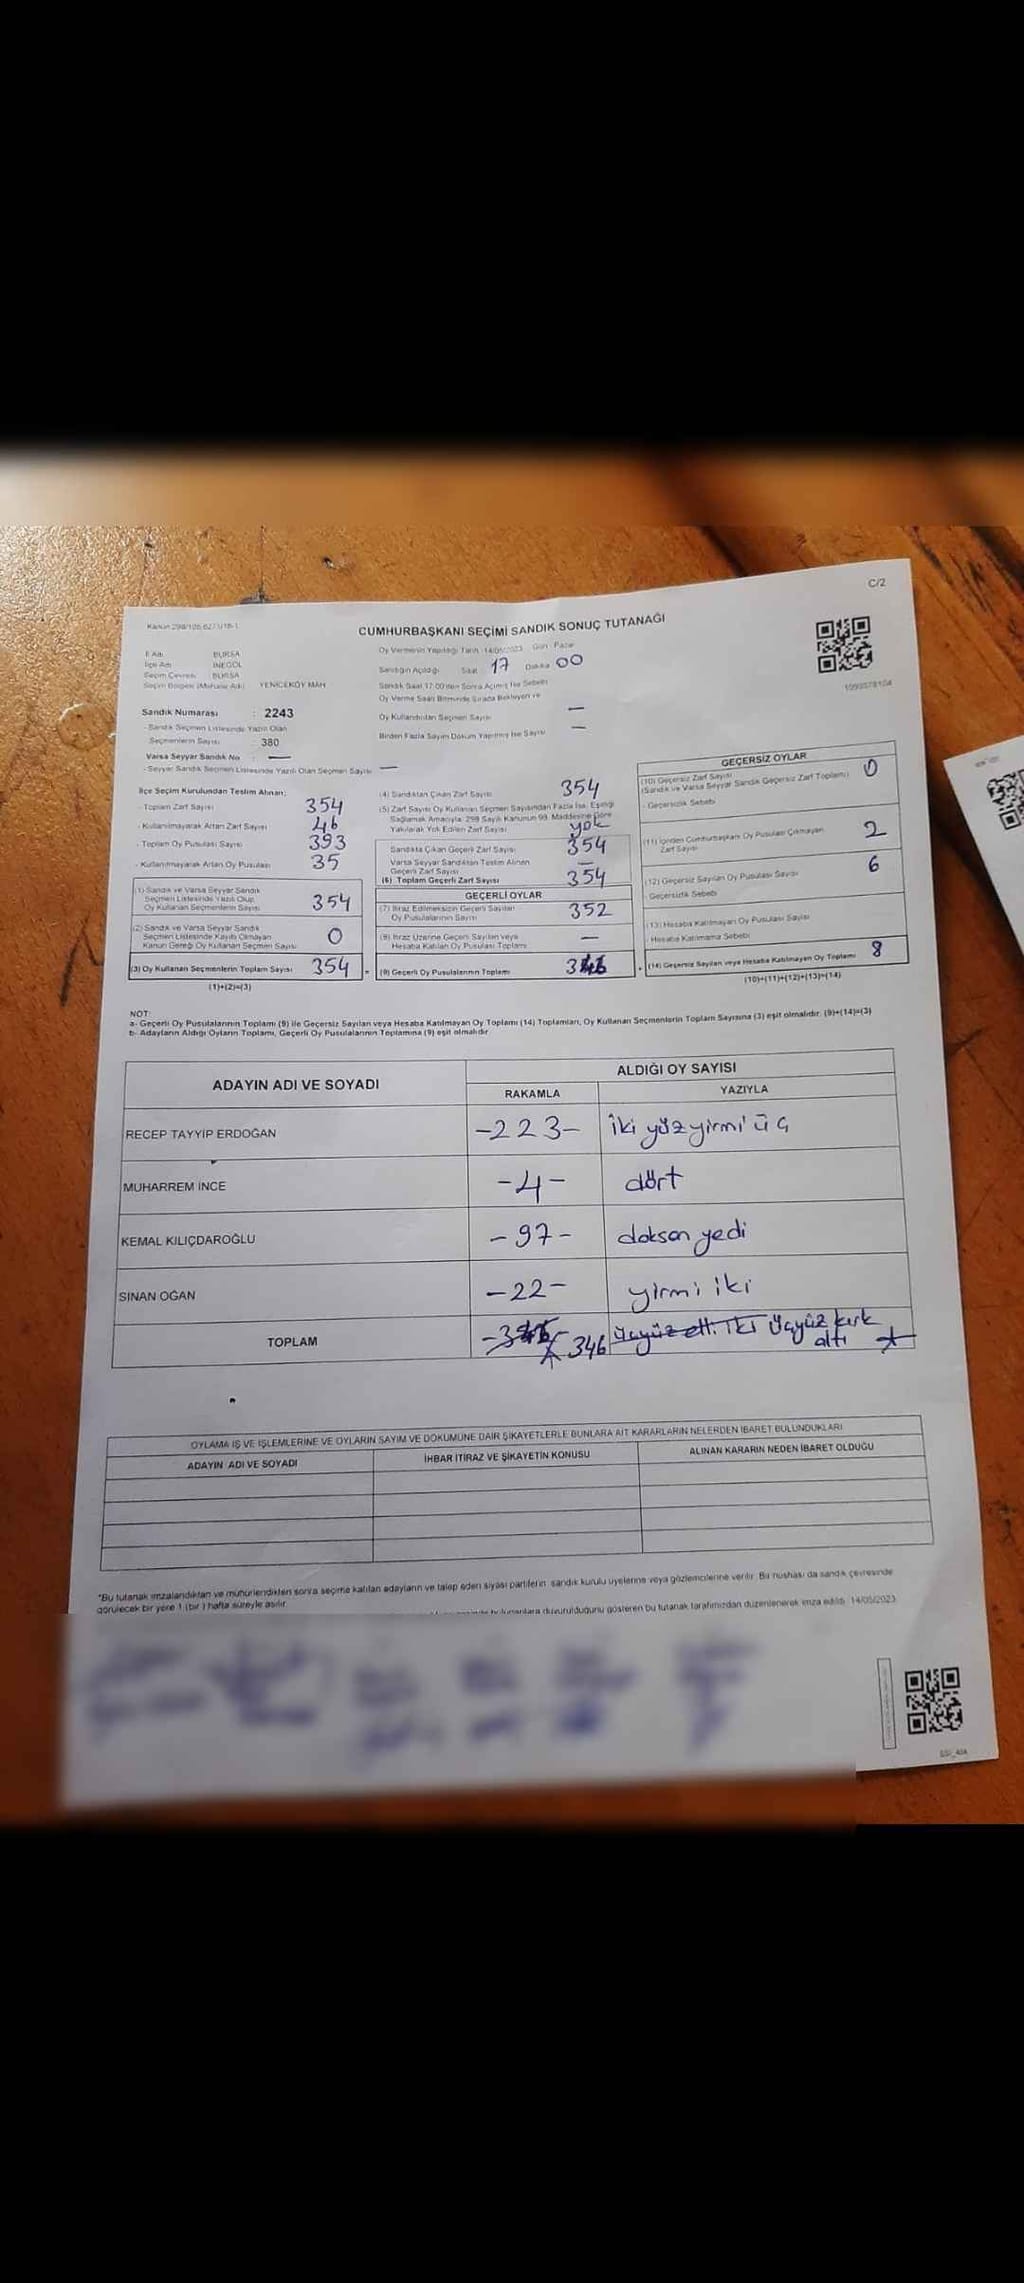 C/2
Kanun 298/105,627/U16-1
CUMHURBAŞKANI SEÇİMİ SANDIK SONUÇ TUTANAĞI
İl Adı BURSA
İlçe Adı İNEGÖL
Seçim Çevresi BURSA
Seçim Bölgesi (Mahalle Adı) YENİCEKÖY MAH
Oy Vermenin Yapıldığı Tarih : 14/05/2023 Gün : Pazar
Sandığın Açıldığı Saat 17 Dakika 00
Sandık Saat 17:00'den Sonra Açılmış İse Sebebi
Oy Verme Saati Bitiminde Sırada Bekleyen ve
Oy Kullandırılan Seçmen Sayısı —
Birden Fazla Sayım Döküm Yapılmış İse Sayısı —
Sandık Numarası : 2243
- Sandık Seçmen Listesinde Yazılı Olan
Seçmenlerin Sayısı : 380
Varsa Seyyar Sandık No : —
- Seyyar Sandık Seçmen Listesinde Yazılı Olan Seçmen Sayısı —
İlçe Seçim Kurulundan Teslim Alınan;
- Toplam Zarf Sayısı 354
- Kullanılmayarak Artan Zarf Sayısı 46
- Toplam Oy Pusulası Sayısı 393
- Kullanılmayarak Artan Oy Pusulası 35
(1) Sandık ve Varsa Seyyar Sandık
Seçmen Listesinde Yazılı Olup
Oy Kullanan Seçmenlerin Sayısı 354
(2) Sandık ve Varsa Seyyar Sandık
Seçmen Listesinde Kayıtlı Olmayan
Kanun Gereği Oy Kullanan Seçmen Sayısı 0
(3) Oy Kullanan Seçmenlerin Toplam Sayısı 354
(1)+(2)=(3)
(4) Sandıktan Çıkan Zarf Sayısı 354
(5) Zarf Sayısı Oy Kullanan Seçmen Sayısından Fazla İse, Eşitliği
Sağlamak Amacıyla 298 Sayılı Kanunun 98. Maddesine Göre
Yakılarak Yok Edilen Zarf Sayısı yok
Sandıkta Çıkan Geçerli Zarf Sayısı 354
Varsa Seyyar Sandıktan Teslim Alınan
Geçerli Zarf Sayısı —
(6) Toplam Geçerli Zarf Sayısı 354
GEÇERLİ OYLAR
(7) İtiraz Edilmeksizin Geçerli Sayılan
Oy Pusulalarının Sayısı 352
(8) İtiraz Üzerine Geçerli Sayılan veya
Hesaba Katılan Oy Pusulası Toplamı —
(9) Geçerli Oy Pusulalarının Toplamı 346
GEÇERSİZ OYLAR
(10) Geçersiz Zarf Sayısı 0
(Sandık ve Varsa Seyyar Sandık Geçersiz Zarf Toplamı)
- Geçersizlik Sebebi
(11) İçinden Cumhurbaşkanı Oy Pusulası Çıkmayan
Zarf Sayısı 2
(12) Geçersiz Sayılan Oy Pusulası Sayısı 6
- Geçersizlik Sebebi
(13) Hesaba Katılmayan Oy Pusulası Sayısı
- Hesaba Katılmama Sebebi
(14) Geçersiz Sayılan veya Hesaba Katılmayan Oy Toplamı 8
(10)+(11)+(12)+(13)=(14)
NOT:
a- Geçerli Oy Pusulalarının Toplamı (9) ile Geçersiz Sayılan veya Hesaba Katılmayan Oy Toplamı (14) Toplamları, Oy Kullanan Seçmenlerin Toplam Sayısına (3) eşit olmalıdır. (9)+(14)=(3)
b- Adayların Aldığı Oyların Toplamı, Geçerli Oy Pusulalarının Toplamına (9) eşit olmalıdır.
ADAYIN ADI VE SOYADI ALDIĞI OY SAYISI
RAKAMLA YAZIYLA
RECEP TAYYİP ERDOĞAN -223- iki yüz yirmi üç
MUHARREM İNCE -4- dört
KEMAL KILIÇDAROĞLU -97- doksan yedi
SİNAN OĞAN -22- yirmi iki
TOPLAM 346 üçyüz elli iki Üçyüz kırk
altı
OYLAMA İŞ VE İŞLEMLERİNE VE OYLARIN SAYIM VE DÖKÜMÜNE DAİR ŞİKAYETLERLE BUNLARA AİT KARARLARIN NELERDEN İBARET BULUNDUKLARI
ADAYIN ADI VE SOYADI İHBAR İTİRAZ VE ŞİKAYETİN KONUSU ALINAN KARARIN NEDEN İBARET OLDUĞU
*Bu tutanak imzalandıktan ve mühürlendikten sonra seçime katılan adayların ve talep eden siyasi partilerin sandık kurulu üyelerine veya gözlemcilerine verilir. Bir nüshası da sandık çevresinde
görülecek bir yere 1 (bir) hafta süreyle asılır.
duyurulduğunu gösteren bu tutanak tarafımızdan düzenlenerek imza edildi. 14/05/2023